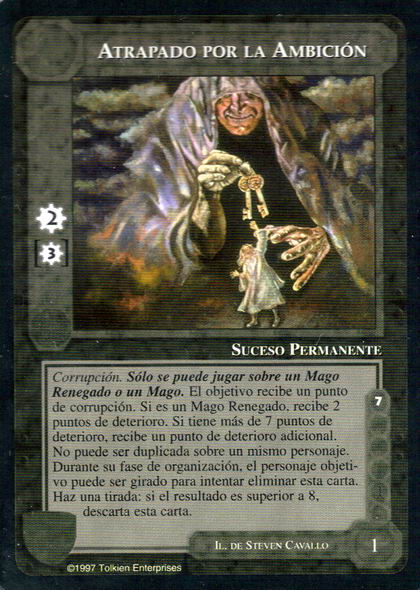 ATRAPADO POR LA AMBICIÓN
2
3
SUCESO PERMANENTE
Corrupción. Sólo se puede jugar sobre un Mago
Renegado o un Mago. El objetivo recibe un punto
de corrupción. Si es un Mago Renegado, recibe 2
puntos de deterioro. Si tiene más de 7 puntos de
deterioro, recibe un punto de deterioro adicional.
No puede ser duplicada sobre un mismo personaje.
Durante su fase de organización, el personaje objeti-
vo puede ser girado para intentar eliminar esta carta.
Haz una tirada: si el resultado es superior a 8,
descarta esta carta.
7
IL. DE STEVEN CAVALLO
1
©1997 Tolkien Enterprises